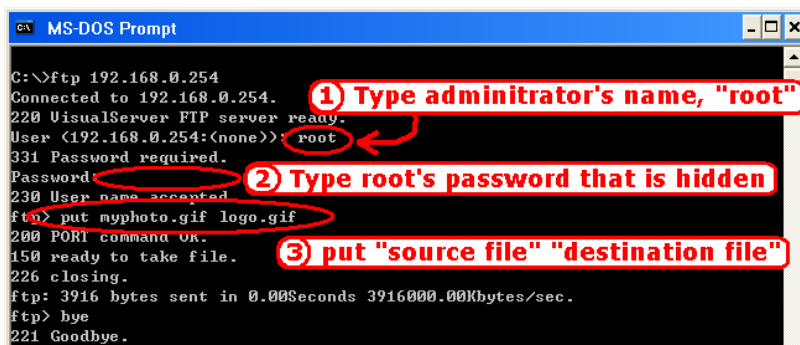 MS-DOS Prompt
C:\>ftp 192.168.0.254
Connected to 192.168.0.254.
1) Type adminitrator's name, "root"
220 VisualServer FTP server ready.
User (192.168.0.254:(none)): root
331 Password required.
Password:
2) Type root's password that is hidden
230 User name accepted
ftp> put myphoto.gif logo.gif
200 PORT command OK.
3) put "source file" "destination file"
150 ready to take file.
226 closing.
ftp: 3916 bytes sent in 0.00Seconds 3916000.00Kbytes/sec.
ftp> bye
221 Goodbye.